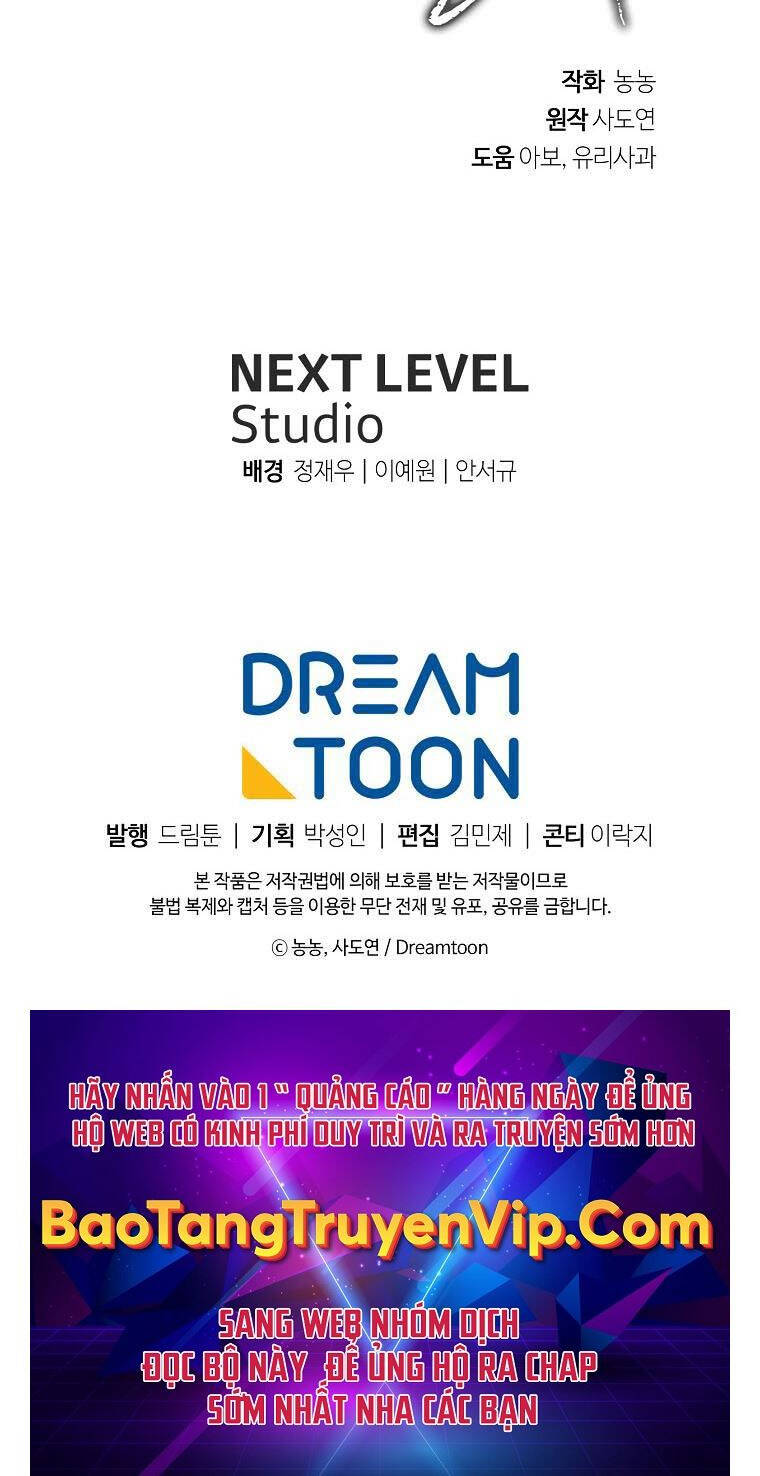 작화 농농
원작 사도연
도움 아보, 유리사과
NEXT LEVEL
Studio
배경 정재우 | 이예원 | 안서규
DREAM
TOON
발행 드림툰 | 기획 박성인 | 편집 김민제 | 콘티 이락지
본 작품은 저작권법에 의해 보호를 받는 저작물이므로
불법 복제와 캡처 등을 이용한 무단 전재 및 유포, 공유를 금합니다.
ⓒ 농농, 사도연 / Dreamtoon
HÃY NHẤN VÀO 1 “ QUẢNG CÁO ” HÀNG NGÀY ĐỂ ỦNG
HỘ WEB CÓ KINH PHÍ DUY TRÌ VÀ RA TRUYỆN SỚM HƠN
BaoTangTruyenVip.Com
SANG WEB NHÓM DỊCH
ĐỌC BỘ NÀY ĐỂ ỦNG HỘ RA CHAP
SỚM NHẤT NHA CÁC BẠN